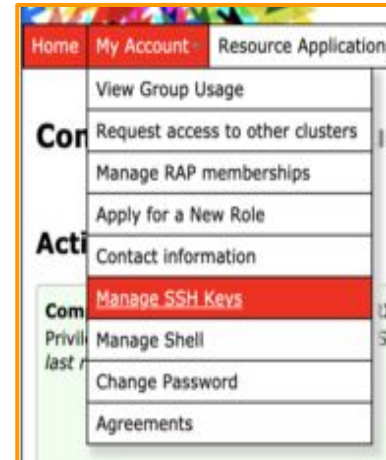 Home My Account Resource Application
View Group Usage
Con
Request access to other clusters
Manage RAP memberships
Apply for a New Role
Acti
Contact information
Manage SSH Keys
Com
Privil
Manage Shell
last r
Change Password
Agreements